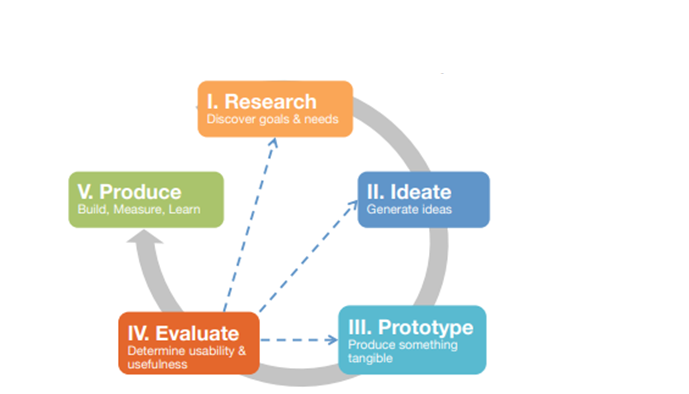 I. Research
Discover goals & needs
II. Ideate
Generate ideas
III. Prototype
Produce something
tangible
IV. Evaluate
Determine usability &
usefulness
V. Produce
Build, Measure, Learn